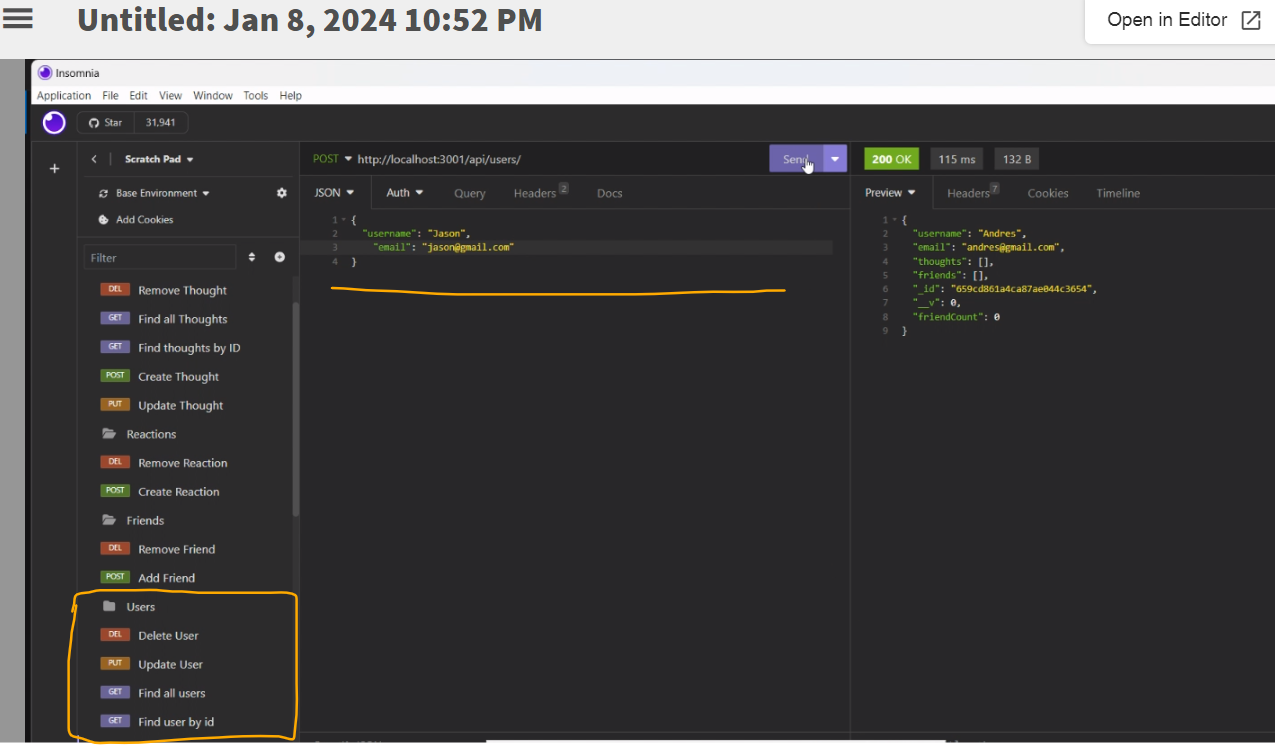 Untitled: Jan 8, 2024 10:52 PM
Open in Editor
Insomnia
Application File Edit View Window Tools Help
Star 31,941
Scratch Pad
POST http://localhost:3001/api/users/
Send
200 OK 115 ms 132 B
Base Environment
JSON Auth Query Headers 2 Docs
Preview Headers 7 Cookies Timeline
Add Cookies
Filter
1 {
2 "username": "Jason",
3 "email": "jason@gmail.com"
4 }
1 {
2 "username": "Andres",
3 "email": "andres@gmail.com",
4 "thoughts": [],
5 "friends": [],
6 "_id": "659cd861a4ca87ae044c3654",
7 "__v": 0,
8 "friendCount": 0
9 }
DEL Remove Thought
GET Find all Thoughts
GET Find thoughts by ID
POST Create Thought
PUT Update Thought
Reactions
DEL Remove Reaction
POST Create Reaction
Friends
DEL Remove Friend
POST Add Friend
Users
DEL Delete User
PUT Update User
GET Find all users
GET Find user by id